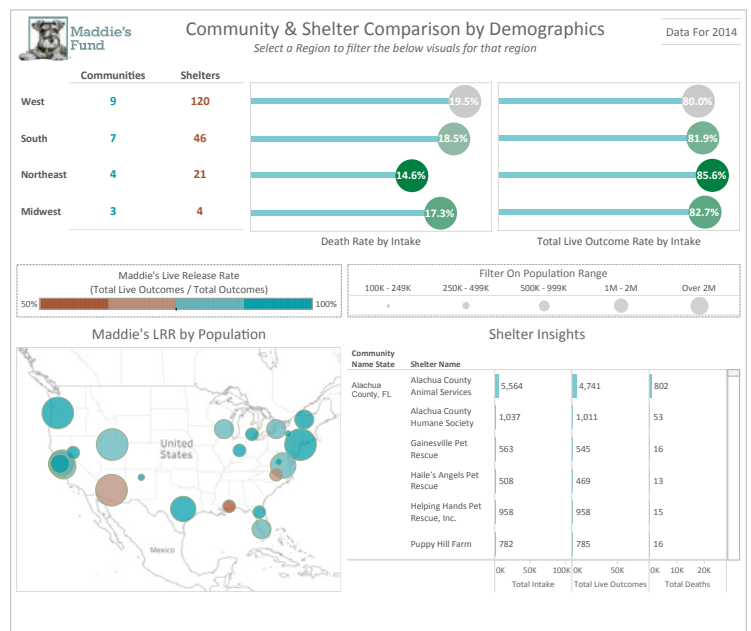 Maddie's
Fund
Community & Shelter Comparison by Demographics
Select a Region to filter the below visuals for that region
Data For 2014
Communities Shelters
West 9 120 19.5% 80.0%
South 7 46 18.5% 81.9%
Northeast 4 21 14.6% 85.6%
Midwest 3 4 17.3% 82.7%
Death Rate by Intake Total Live Outcome Rate by Intake
Maddie's Live Release Rate
(Total Live Outcomes / Total Outcomes)
50% 100%
Filter On Population Range
100K - 249K 250K - 499K 500K - 999K 1M - 2M Over 2M
Maddie's LRR by Population
United
States
Mexico
Shelter Insights
Community
Name State Shelter Name
Alachua
County, FL
Alachua County
Animal Services
5,564 4,741 802
Alachua County
Humane Society
1,037 1,011 53
Gainesville Pet
Rescue
563 545 16
Haile's Angels Pet
Rescue
508 469 13
Helping Hands Pet
Rescue, Inc.
958 958 15
Puppy Hill Farm 782 785 16
0K 50K 100K 0K 50K 0K 10K 20K
Total Intake Total Live Outcomes Total Deaths